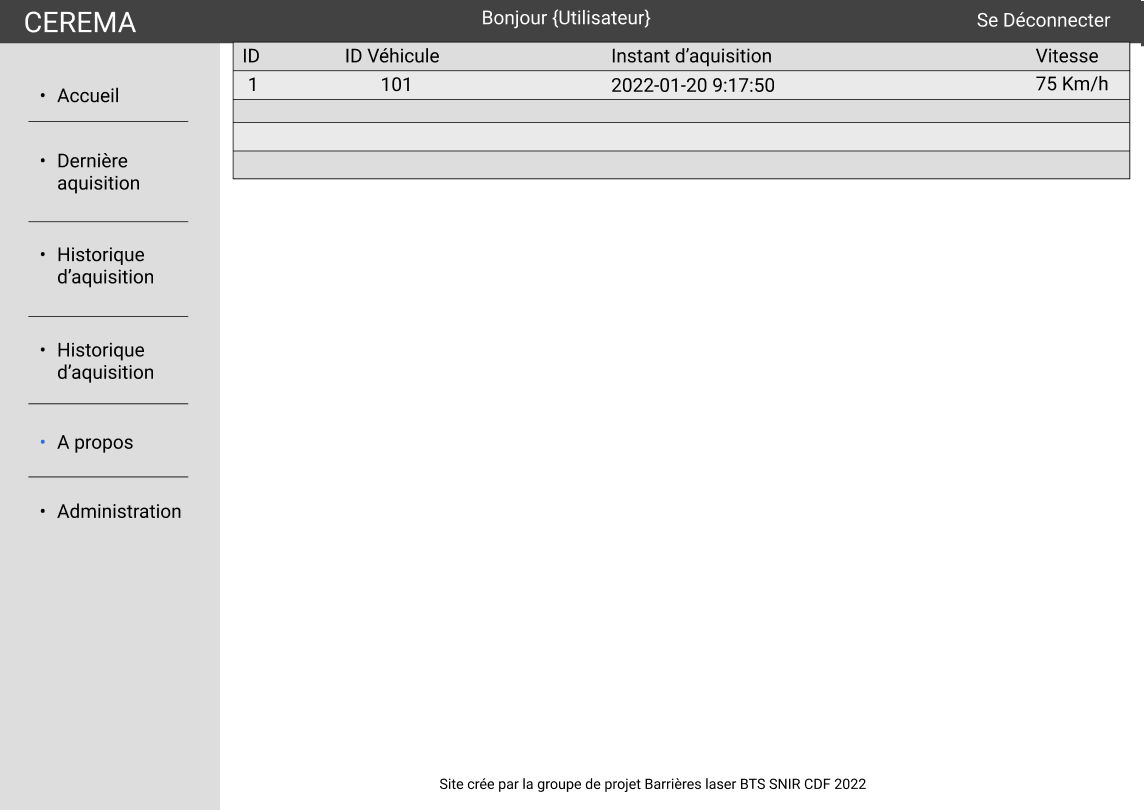 CEREMA
Bonjour {Utilisateur}
Se Déconnecter
• Accueil
• Dernière
aquisition
• Historique
d’aquisition
• Historique
d’aquisition
• A propos
• Administration
ID ID Véhicule Instant d’aquisition Vitesse
1 101 2022-01-20 9:17:50 75 Km/h
Site crée par la groupe de projet Barrières laser BTS SNIR CDF 2022